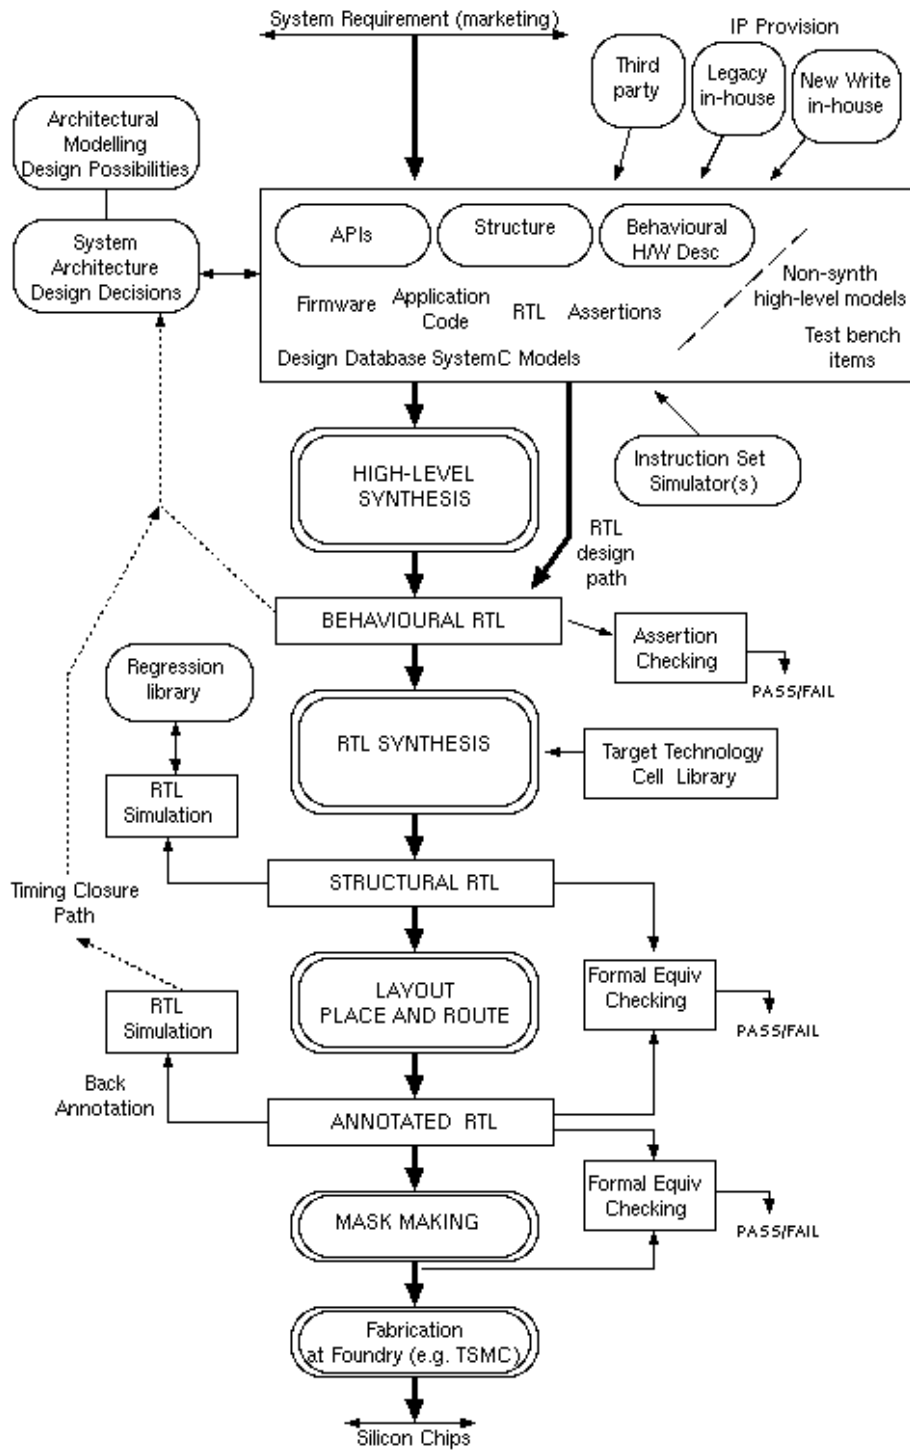 System Requirement (marketing)
IP Provision
Third
party
Legacy
in-house
New Write
in-house
Architectural
Modelling
Design Possibilities
System
Architecture
Design Decisions
APIs
Structure
Behavioural
H/W Desc
Non-synth
high-level models
Firmware
Application
Code
RTL
Assertions
Test bench
items
Design Database SystemC Models
HIGH-LEVEL
SYNTHESIS
Instruction Set
Simulator(s)
RTL
design
path
BEHAVIOURAL RTL
Assertion
Checking
PASS/FAIL
Regression
library
RTL SYNTHESIS
Target Technology
Cell Library
RTL
Simulation
STRUCTURAL RTL
Timing Closure
Path
LAYOUT
PLACE AND ROUTE
Formal Equiv
Checking
PASS/FAIL
RTL
Simulation
Back
Annotation
ANNOTATED RTL
Formal Equiv
Checking
PASS/FAIL
MASK MAKING
Fabrication
at Foundry (e.g. TSMC)
Silicon Chips